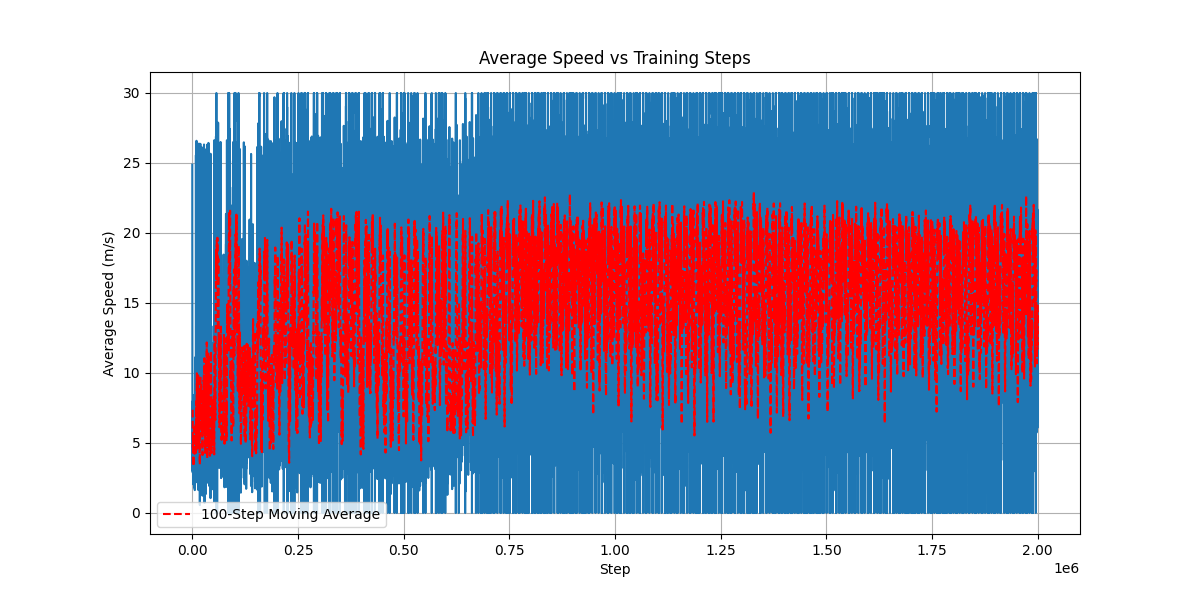 Average Speed vs Training Steps
Average Speed (m/s)
30
25
20
15
10
5
0
100-Step Moving Average
0.00 0.25 0.50 0.75 1.00 1.25 1.50 1.75 2.00
1e6
Step